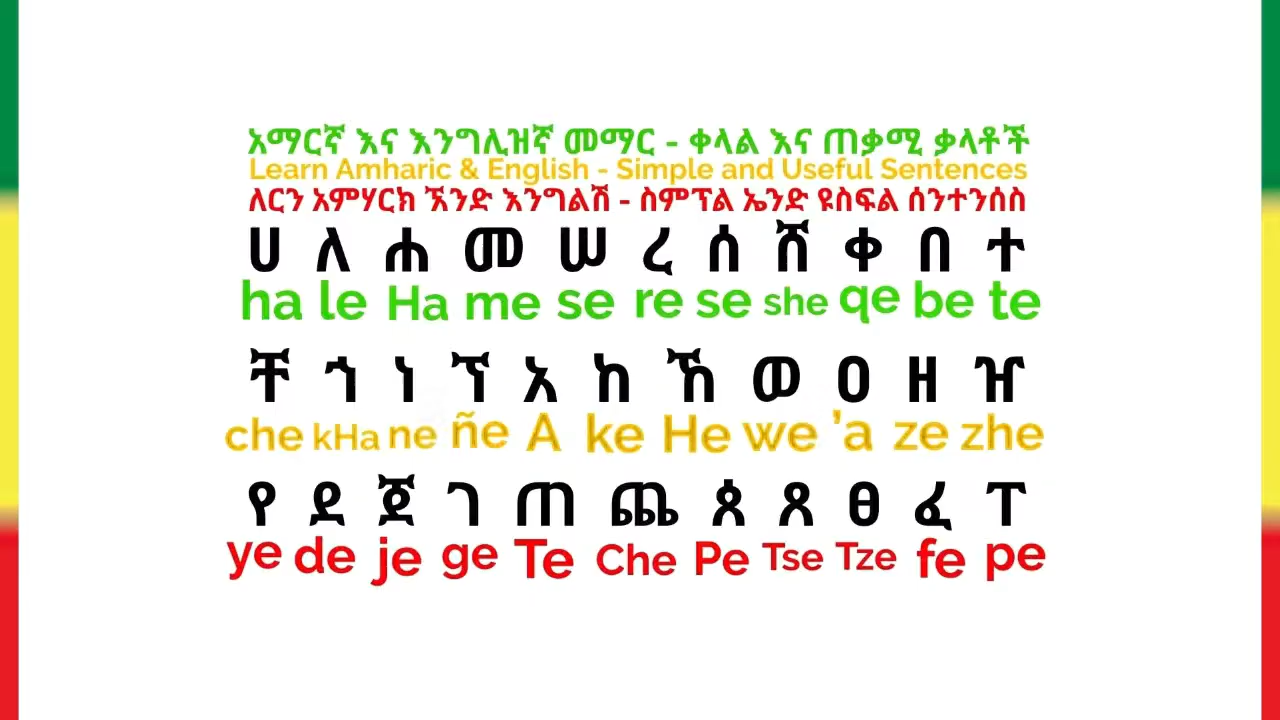 አማርኛ እና እንግሊዝኛ መማር - ቀላል እና ጠቃሚ ቃላቶች
Learn Amharic & English - Simple and Useful Sentences
ለርን አምሃርክ ኧንድ እንግልሽ - ስምፕል ኤንድ ዩስፍል ሰንተንሰስ
ሀ ለ ሐ መ ሠ ረ ሰ ሸ ቀ በ ተ
ha le Ha me se re se she qe be te
ቸ ኀ ነ ኘ አ ከ ኸ ወ ዐ ዘ ዠ
che kHa ne ñe A ke He we ’a ze zhe
የ ደ ጀ ገ ጠ ጨ ጰ ጸ ፀ ፈ ፐ
ye de je ge Te Che Pe Tse Tze fe pe